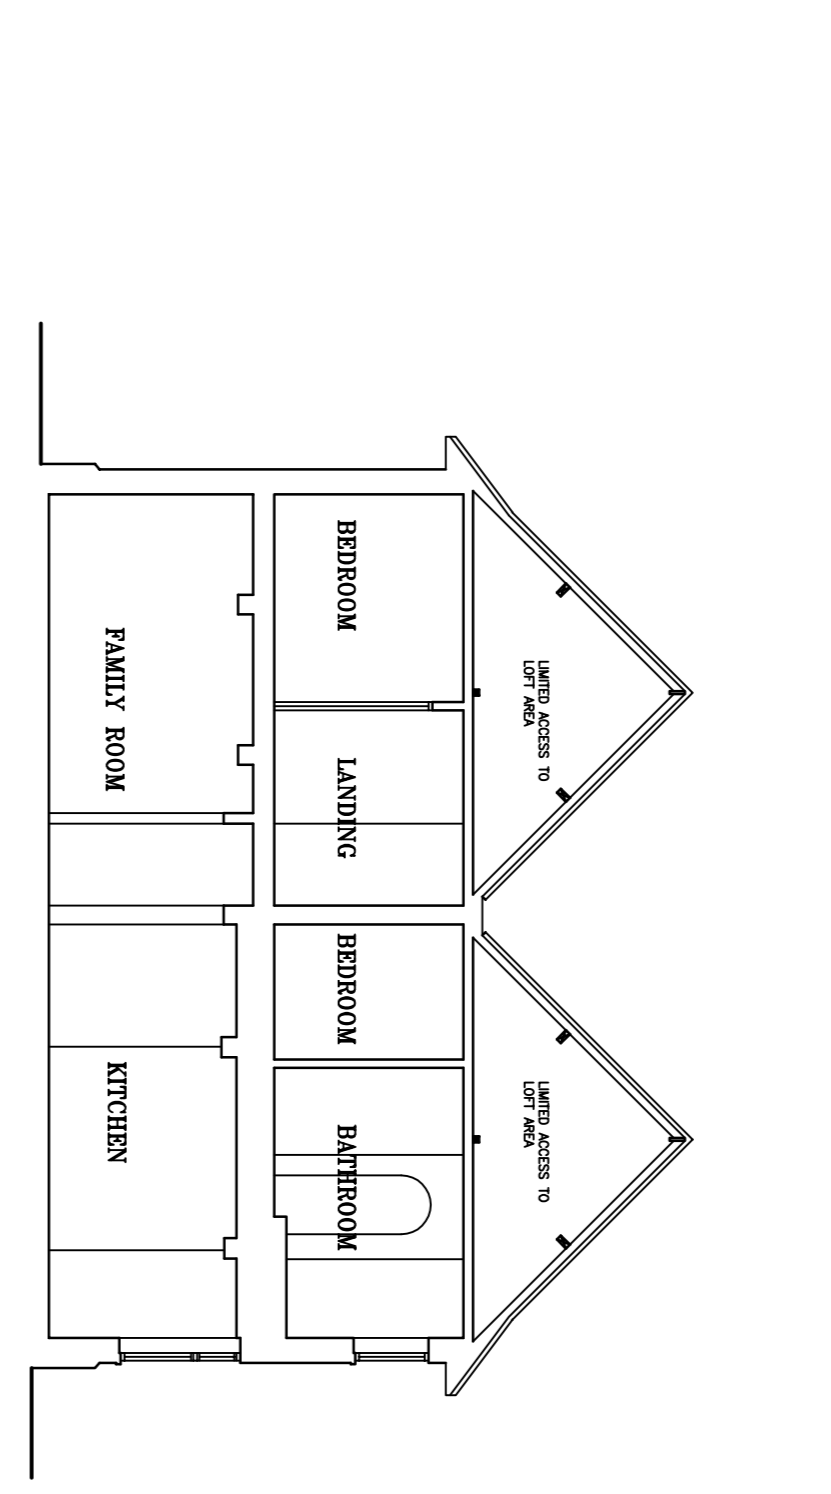 LIMITED ACCESS TO
LOFT AREA
LIMITED ACCESS TO
LOFT AREA
BEDROOM
LANDING
BEDROOM
BATHROOM
FAMILY ROOM
KITCHEN